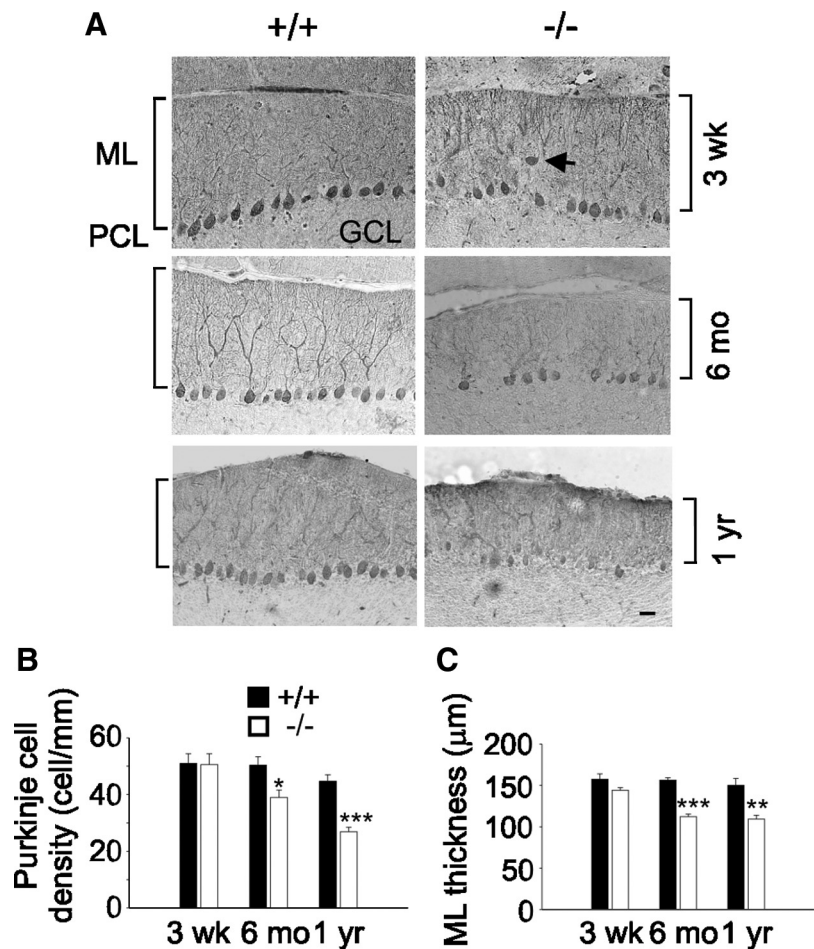 A
+/+
-/-
ML
PCL
GCL
3 wk
6 mo
1 yr
B
+/+
-/-
Purkinje cell
density (cell/mm)
60
40
20
0
*
***
3 wk 6 mo 1 yr
C
ML thickness (μm)
200
150
100
50
0
***
**
3 wk 6 mo 1 yr